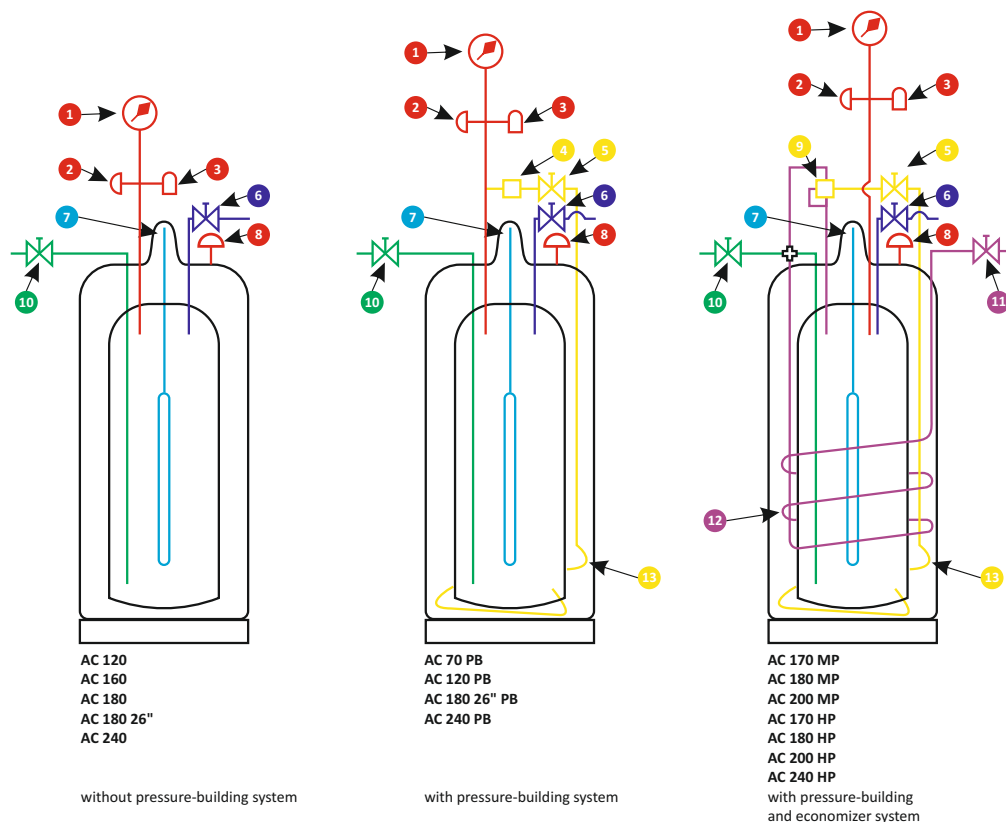 1
2
3
6
7
8
10
AC 120
AC 160
AC 180
AC 180 26"
AC 240
without pressure-building system
1
2
3
4
5
6
7
8
10
13
AC 70 PB
AC 120 PB
AC 180 26" PB
AC 240 PB
with pressure-building system
1
2
3
9
5
6
7
8
10
11
12
13
AC 170 MP
AC 180 MP
AC 200 MP
AC 170 HP
AC 180 HP
AC 200 HP
AC 240 HP
with pressure-building
and economizer system